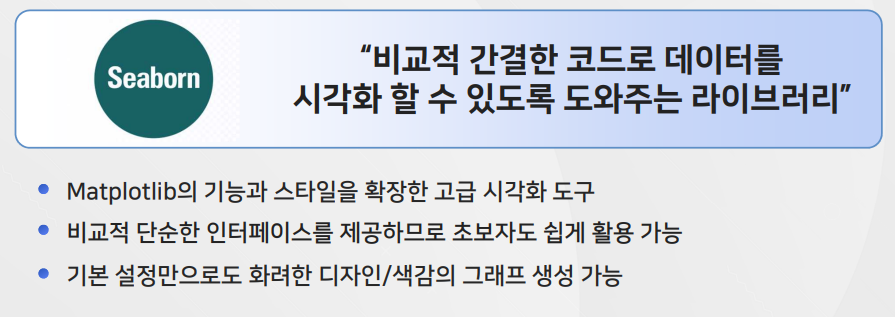 Seaborn
“비교적 간결한 코드로 데이터를
시각화 할 수 있도록 도와주는 라이브러리”
Matplotlib의 기능과 스타일을 확장한 고급 시각화 도구
비교적 단순한 인터페이스를 제공하므로 초보자도 쉽게 활용 가능
기본 설정만으로도 화려한 디자인/색감의 그래프 생성 가능